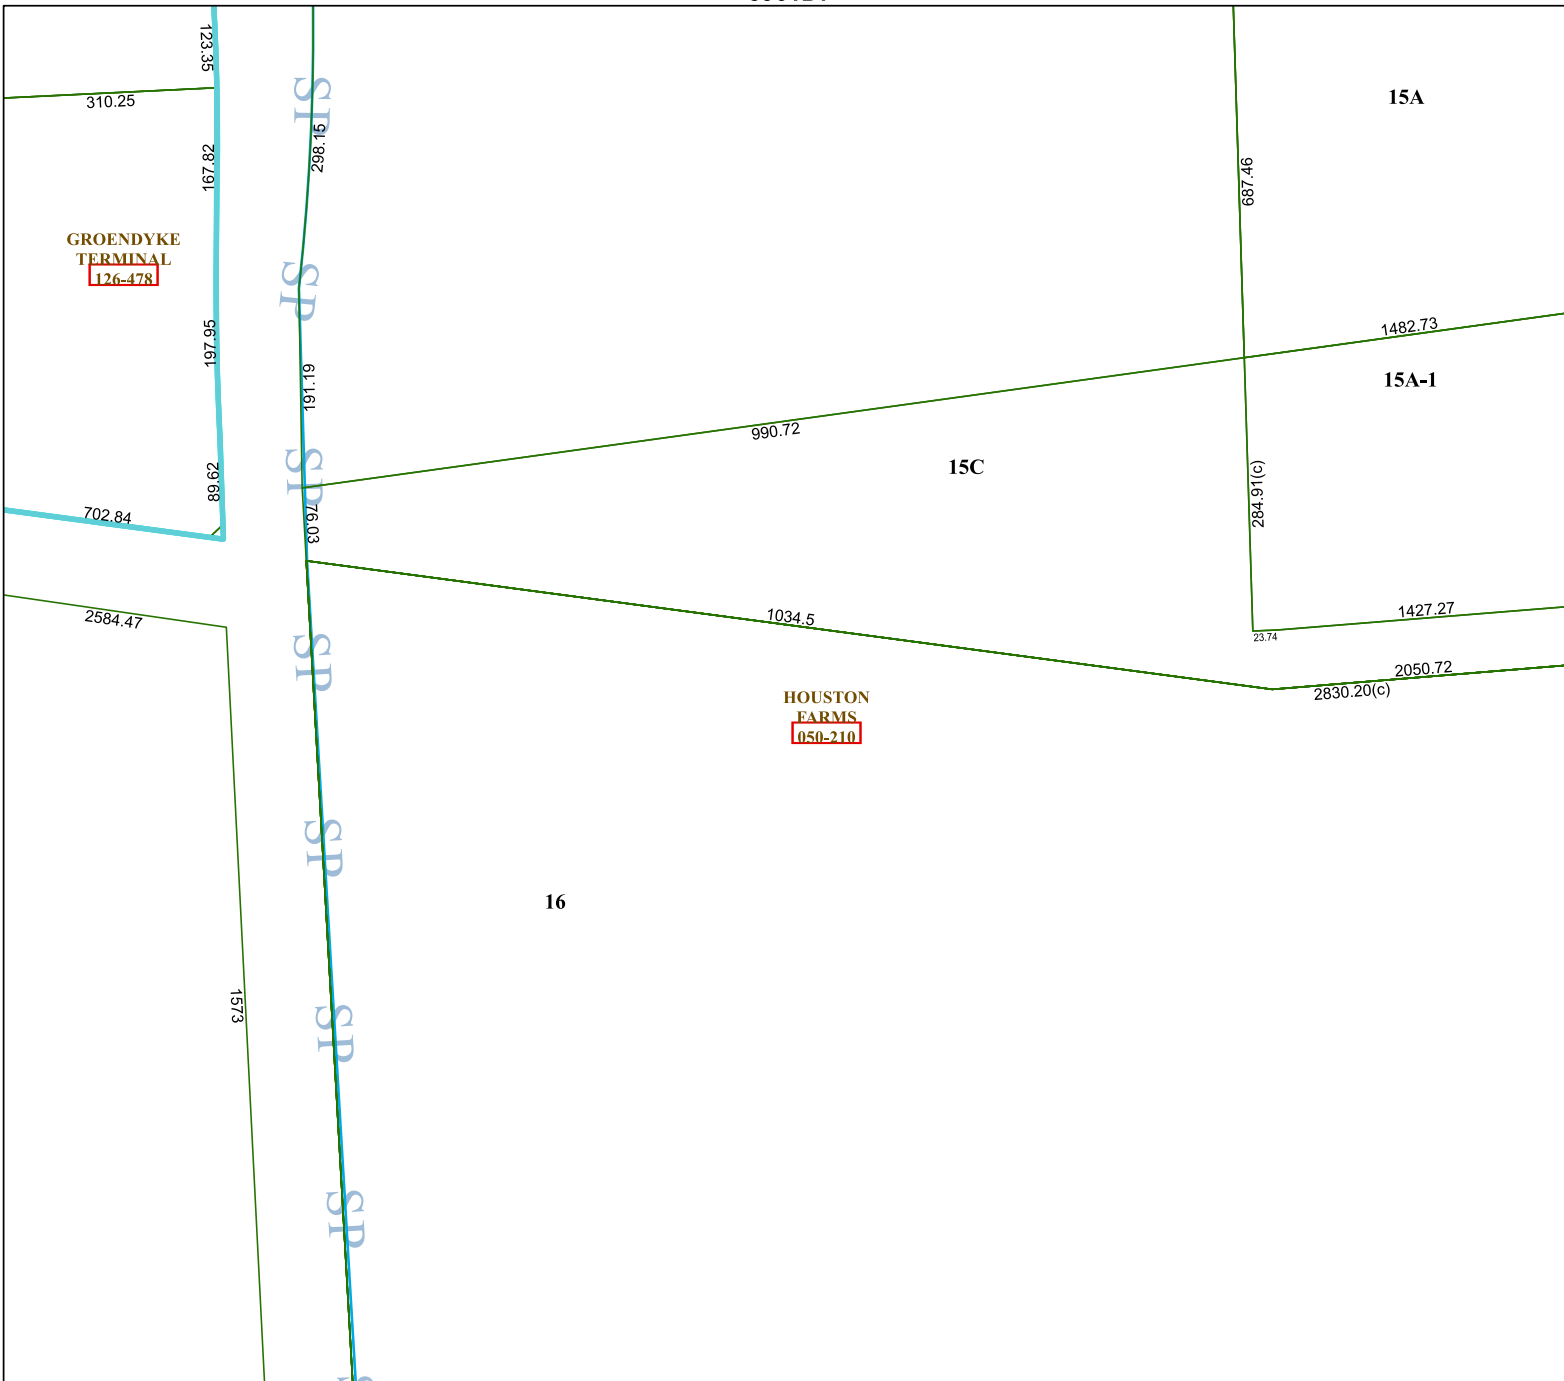 123.35
310.25
SP
298.15
15A
167.82
687.46
GROENDYKE
TERMINAL
126-478
SP
197.95
1482.73
191.19
15A-1
990.72
SP
15C
89.62
284.91(c)
702.84
76.03
2584.47
1034.5
1427.27
23.74
SP
2050.72
2830.20(c)
HOUSTON
FARMS
050-210
SP
16
1573
SP
SP